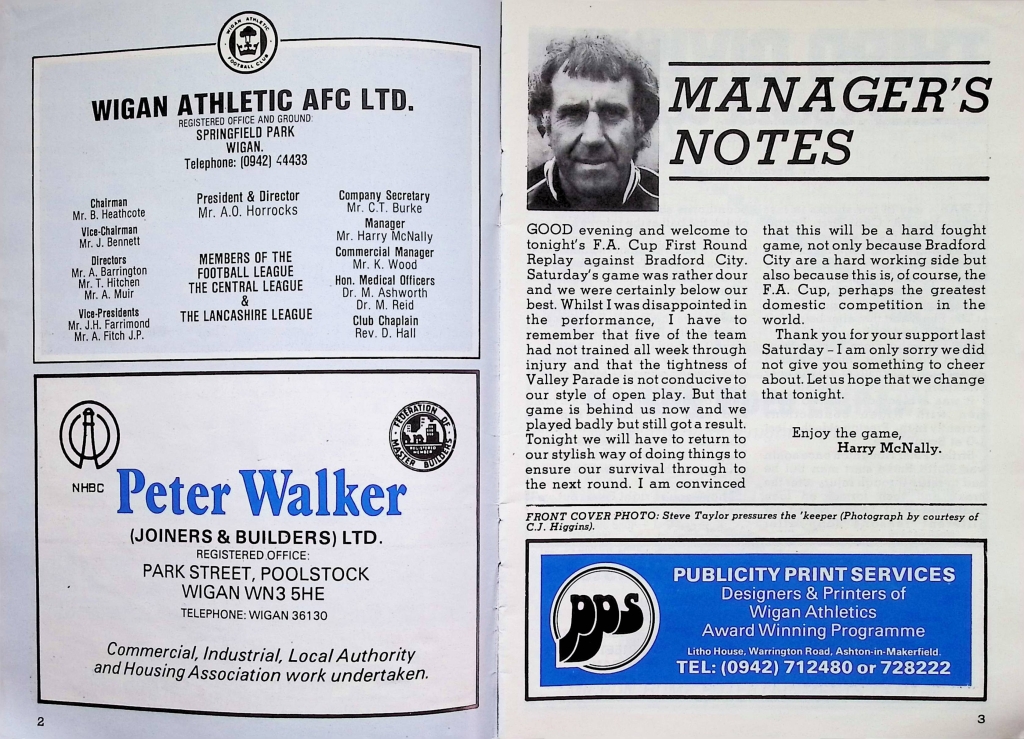 WIGAN ATHLETIC
FOOTBALL CLUB
WIGAN ATHLETIC AFC LTD.
REGISTERED OFFICE AND GROUND:
SPRINGFIELD PARK
WIGAN.
Telephone: (0942) 44433
Chairman
Mr. B. Heathcote
Vice-Chairman
Mr. J. Bennett
Directors
Mr. A. Barrington
Mr. T. Hitchen
Mr. A. Muir
Vice-Presidents
Mr. J.H. Farrimond
Mr. A. Fitch J.P.
President & Director
Mr. A.O. Horrocks
MEMBERS OF THE
FOOTBALL LEAGUE
THE CENTRAL LEAGUE
&
THE LANCASHIRE LEAGUE
Company Secretary
Mr. C.T. Burke
Manager
Mr. Harry McNally
Commercial Manager
Mr. K. Wood
Hon. Medical Officers
Dr. M. Ashworth
Dr. M. Reid
Club Chaplain
Rev. D. Hall
NHBC
FEDERATION OF
MASTER BUILDERS
REGISTERED
MEMBER
Peter Walker
(JOINERS & BUILDERS) LTD.
REGISTERED OFFICE:
PARK STREET, POOLSTOCK
WIGAN WN3 5HE
TELEPHONE: WIGAN 36130
Commercial, Industrial, Local Authority
and Housing Association work undertaken.
2
MANAGER'S
NOTES
GOOD evening and welcome to
tonight's F.A. Cup First Round
Replay against Bradford City.
Saturday's game was rather dour
and we were certainly below our
best. Whilst I was disappointed in
the performance, I have to
remember that five of the team
had not trained all week through
injury and that the tightness of
Valley Parade is not conducive to
our style of open play. But that
game is behind us now and we
played badly but still got a result.
Tonight we will have to return to
our stylish way of doing things to
ensure our survival through to
the next round. I am convinced
that this will be a hard fought
game, not only because Bradford
City are a hard working side but
also because this is, of course, the
F.A. Cup, perhaps the greatest
domestic competition in the
world.
Thank you for your support last
Saturday – I am only sorry we did
not give you something to cheer
about. Let us hope that we change
that tonight.
Enjoy the game,
Harry McNally.
FRONT COVER PHOTO: Steve Taylor pressures the 'keeper (Photograph by courtesy of
C.J. Higgins).
pps
PUBLICITY PRINT SERVICES
Designers & Printers of
Wigan Athletics
Award Winning Programme
Litho House, Warrington Road, Ashton-in-Makerfield.
TEL: (0942) 712480 or 728222
3